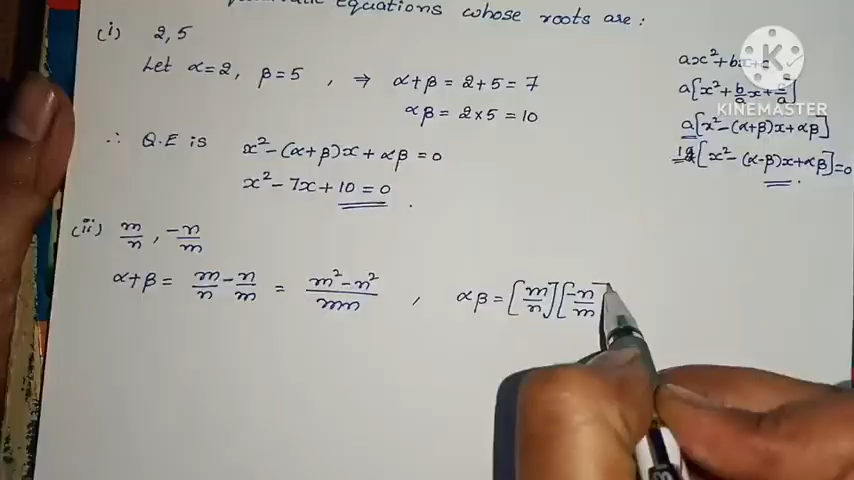 equations whose roots are :
(i) 2, 5
Let α=2, β=5 , ⇒ α+β = 2+5 = 7
αβ = 2×5 = 10
∴ Q.E is x²-(α+β)x+αβ=0
x²-7x+10=0 .
(ii) m/n , -n/m
α+β = m/n - n/m = m²-n²/mn , αβ = [m/n][-n/m
ax²+bx+c
a[x²+b/a x+c/a]
a[x²-(α+β)x+αβ]
[x²-(α-β)x+αβ]=0
KINEMASTER